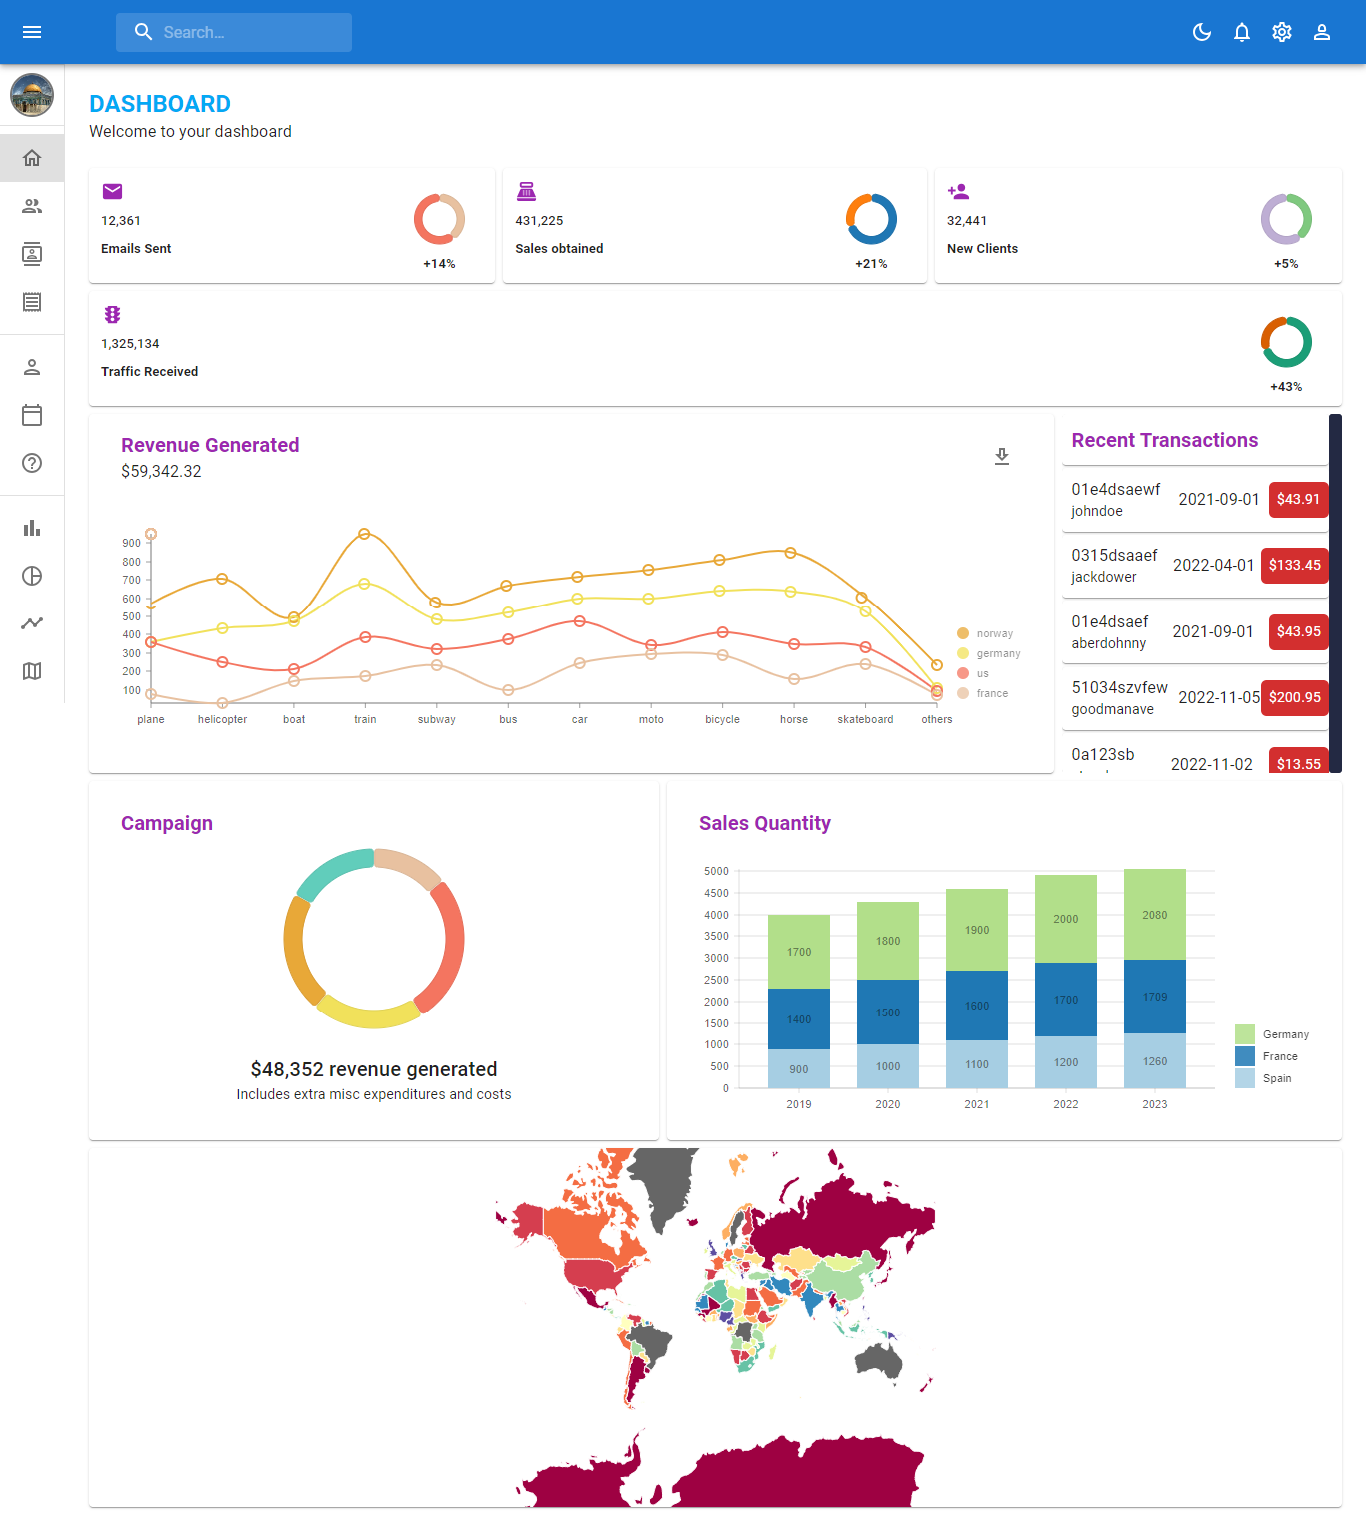 Search...
DASHBOARD
Welcome to your dashboard
12,361
Emails Sent
+14%
431,225
Sales obtained
+21%
32,441
New Clients
+5%
1,325,134
Traffic Received
+43%
Revenue Generated
$59,342.32
900
800
700
600
500
400
300
200
100
plane helicopter boat train subway bus car moto bicycle horse skateboard others
norway
germany
us
france
Recent Transactions
01e4dsaewf
johndoe
2021-09-01
$43.91
0315dsaaef
jackdower
2022-04-01
$133.45
01e4dsaef
aberdohnny
2021-09-01
$43.95
51034szvfew
goodmanave
2022-11-05
$200.95
0a123sb
2022-11-02
$13.55
Campaign
$48,352 revenue generated
Includes extra misc expenditures and costs
Sales Quantity
5000
4500
4000
3500
3000
2500
2000
1500
1000
500
0
1700
1400
900
1800
1500
1000
1900
1600
1100
2000
1700
1200
2080
1709
1260
2019 2020 2021 2022 2023
Germany
France
Spain